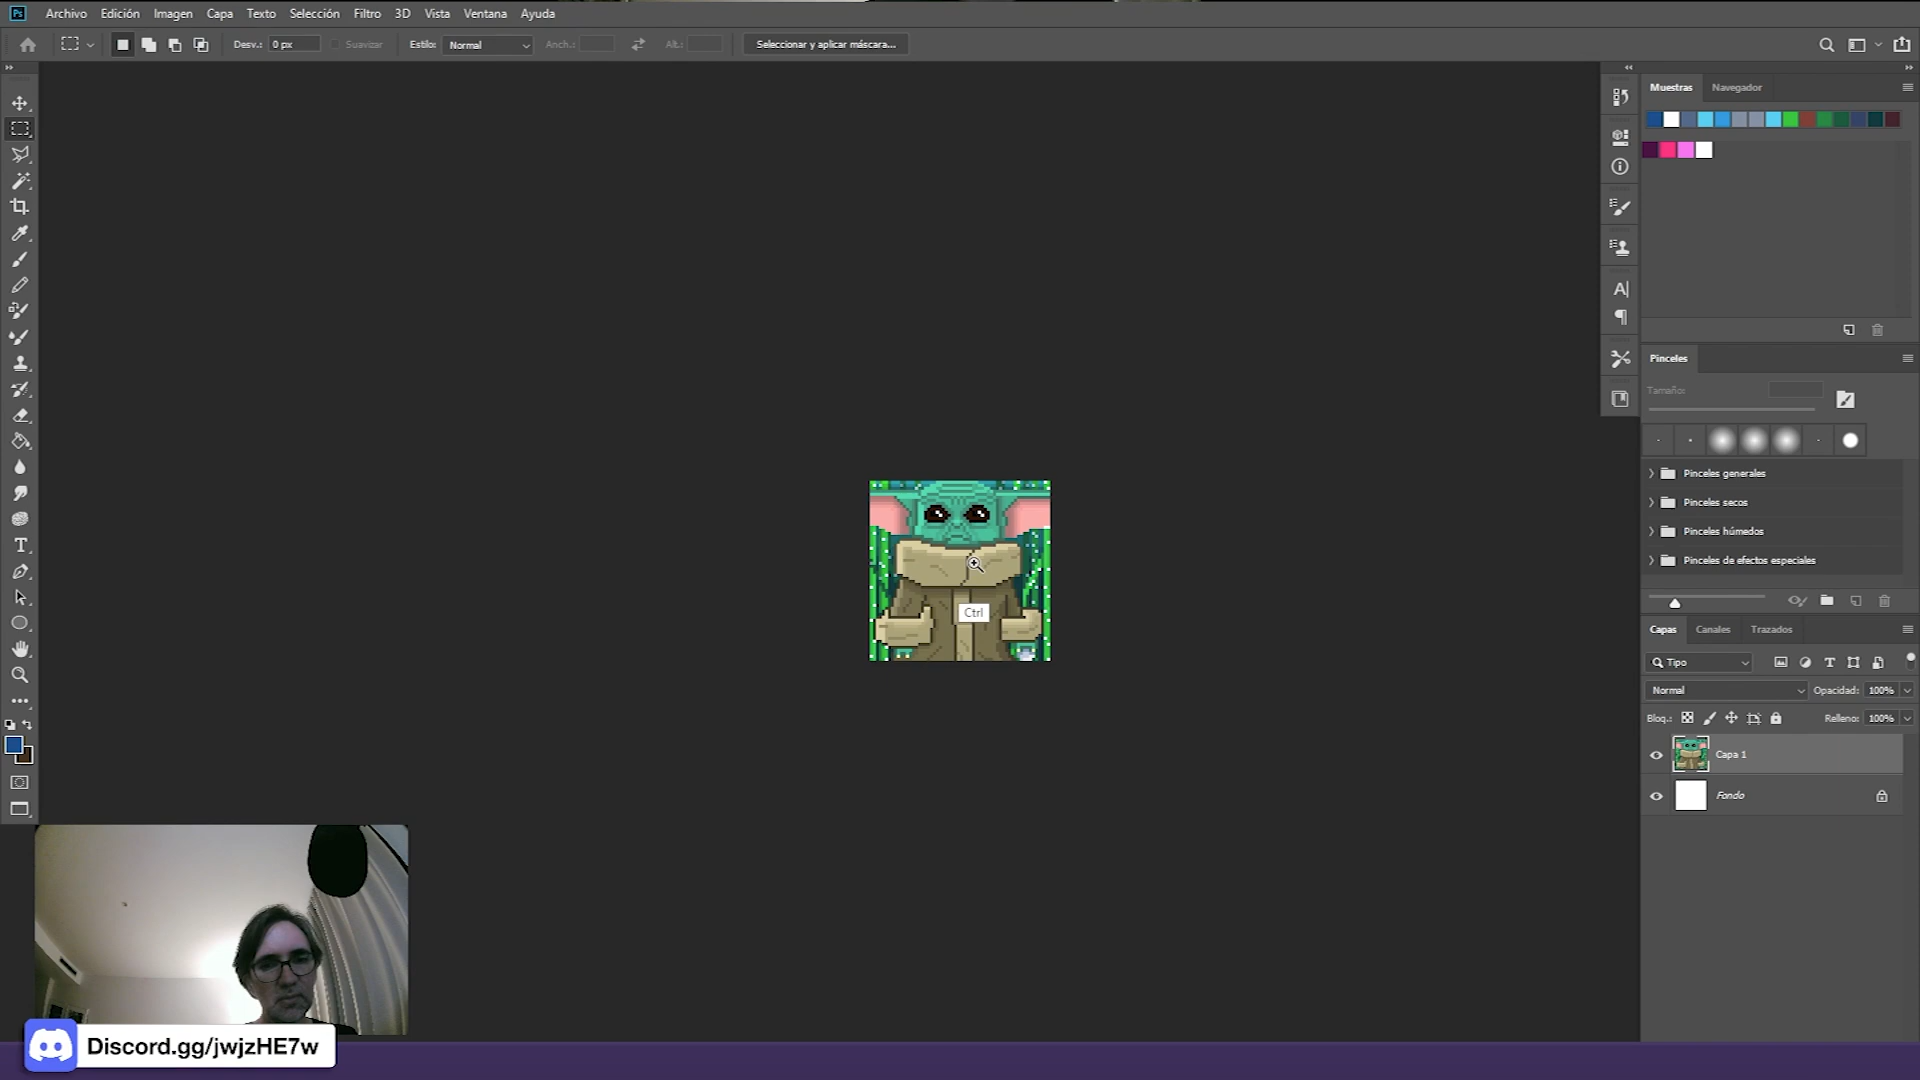 Ps Archivo Edición Imagen Capa Texto Selección Filtro 3D Vista Ventana Ayuda
Desv.: 0 px Suavizar Estilo: Normal Anch.: Alt.: Seleccionar y aplicar máscara...
Muestras Navegador
Pinceles
Tamaño:
Pinceles generales
Pinceles secos
Pinceles húmedos
Pinceles de efectos especiales
Ctrl
Capas Canales Trazados
Tipo
Normal Opacidad: 100%
Bloq.: Relleno: 100%
Capa 1
Fondo
Discord.gg/jwjzHE7w